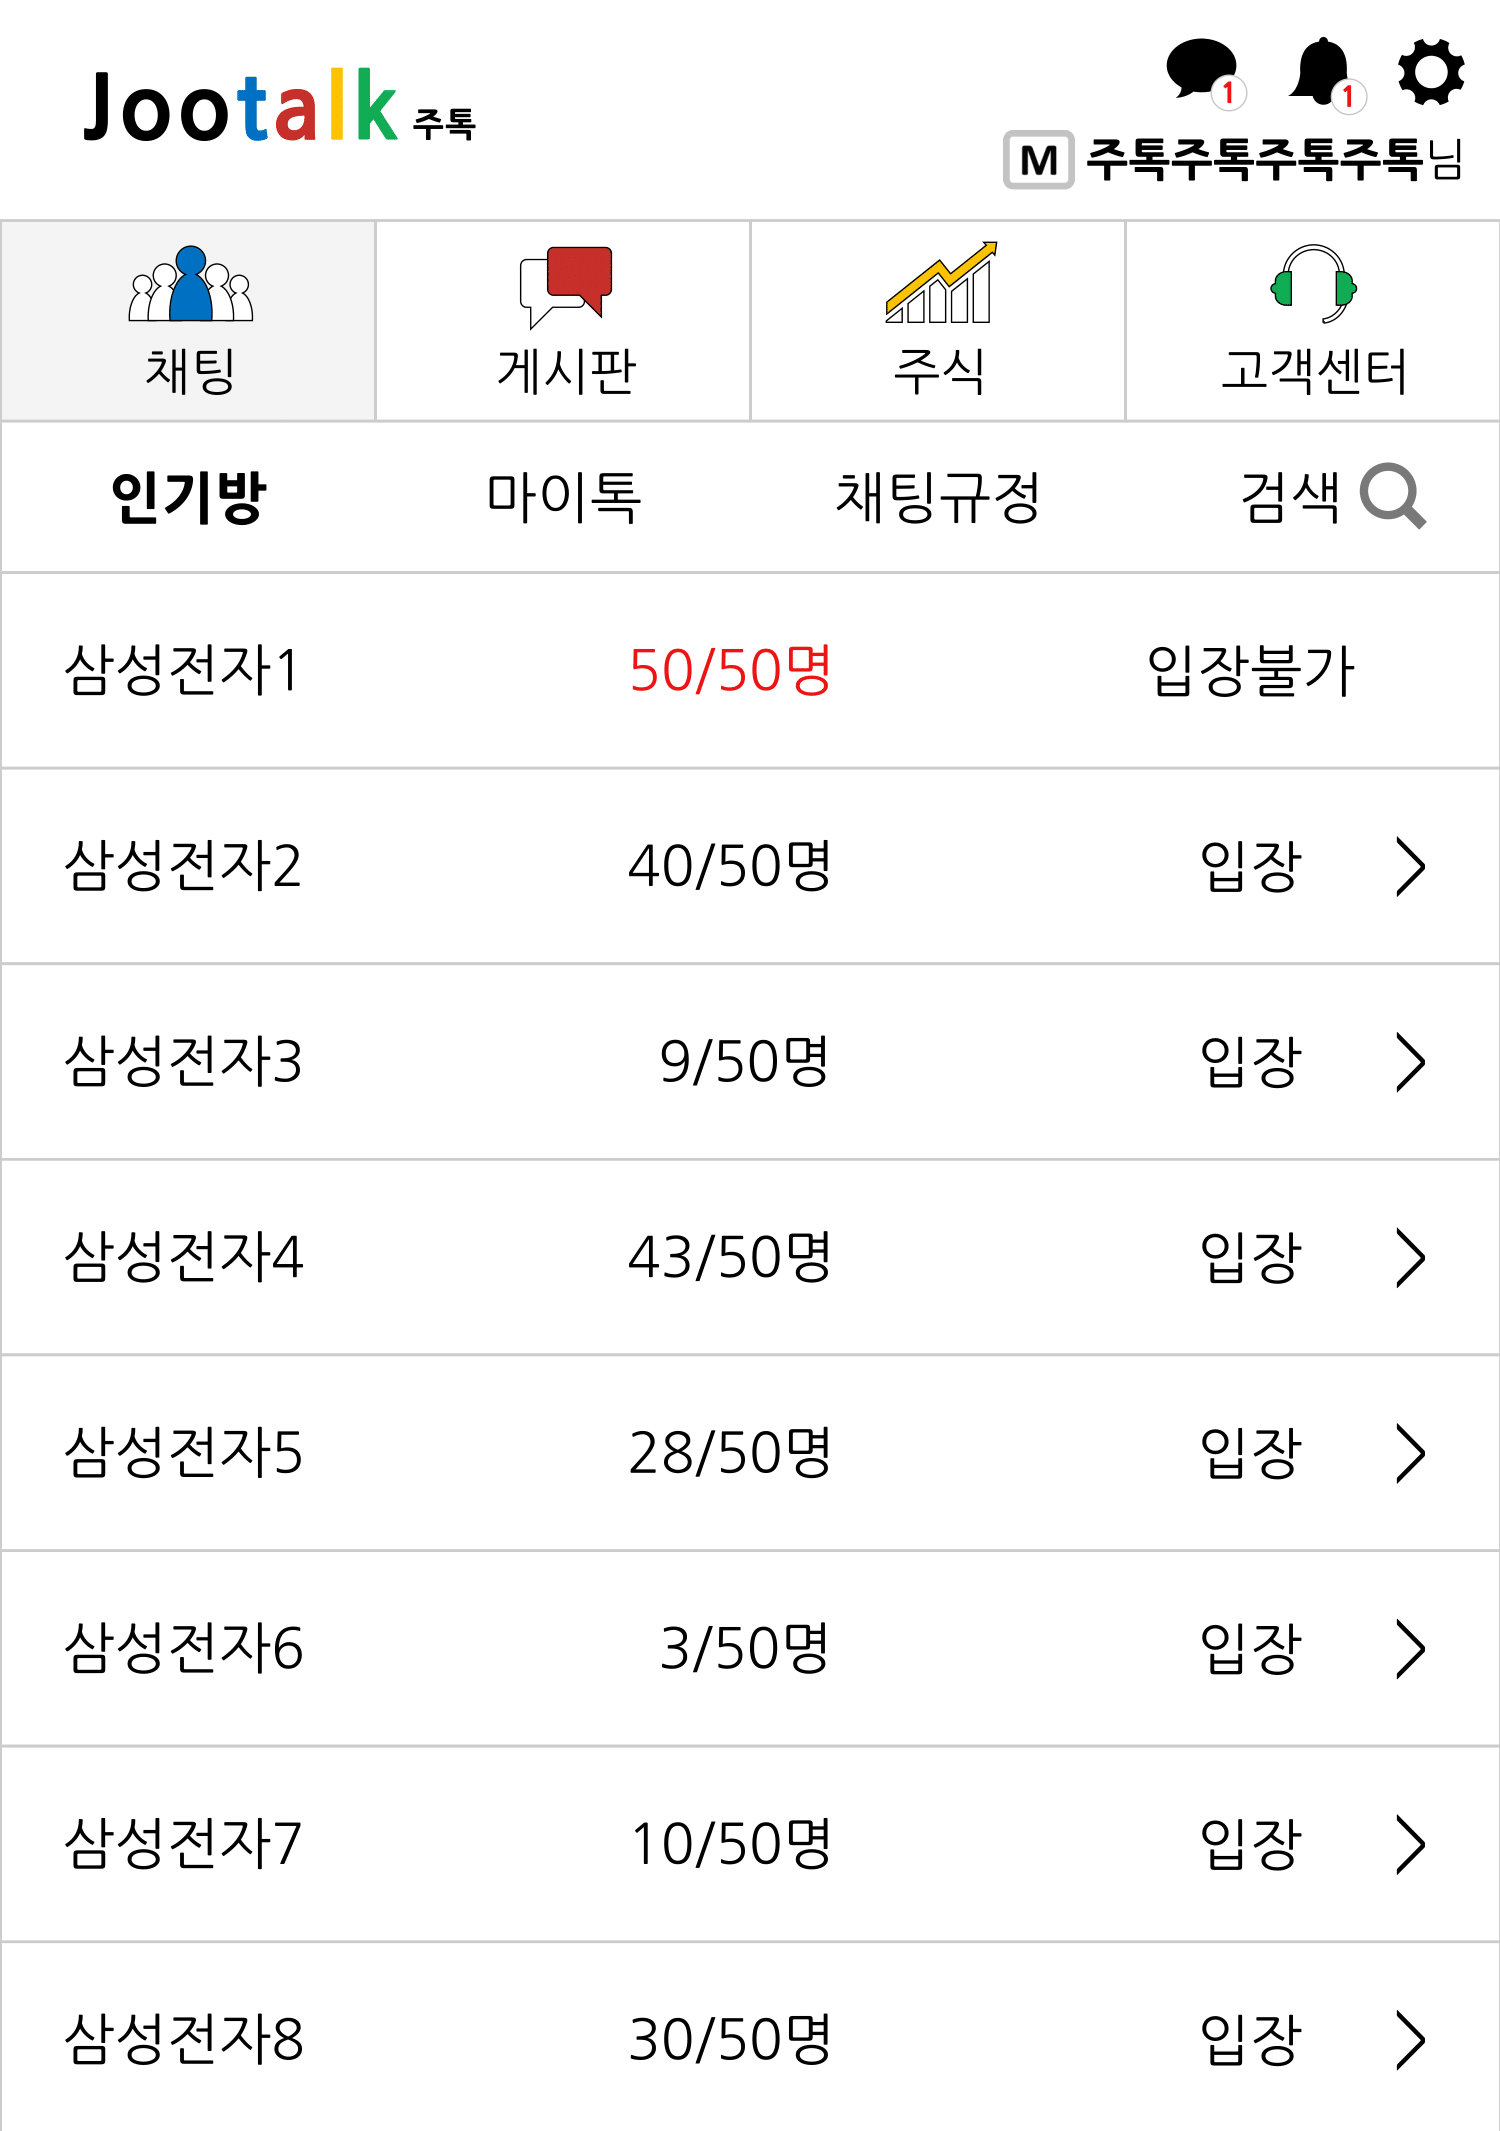 Jootalk 주톡
1
1
M 주톡주톡주톡주톡님
채팅 게시판 주식 고객센터
인기방 마이톡 채팅규정 검색
삼성전자1 50/50명 입장불가
삼성전자2 40/50명 입장
삼성전자3 9/50명 입장
삼성전자4 43/50명 입장
삼성전자5 28/50명 입장
삼성전자6 3/50명 입장
삼성전자7 10/50명 입장
삼성전자8 30/50명 입장